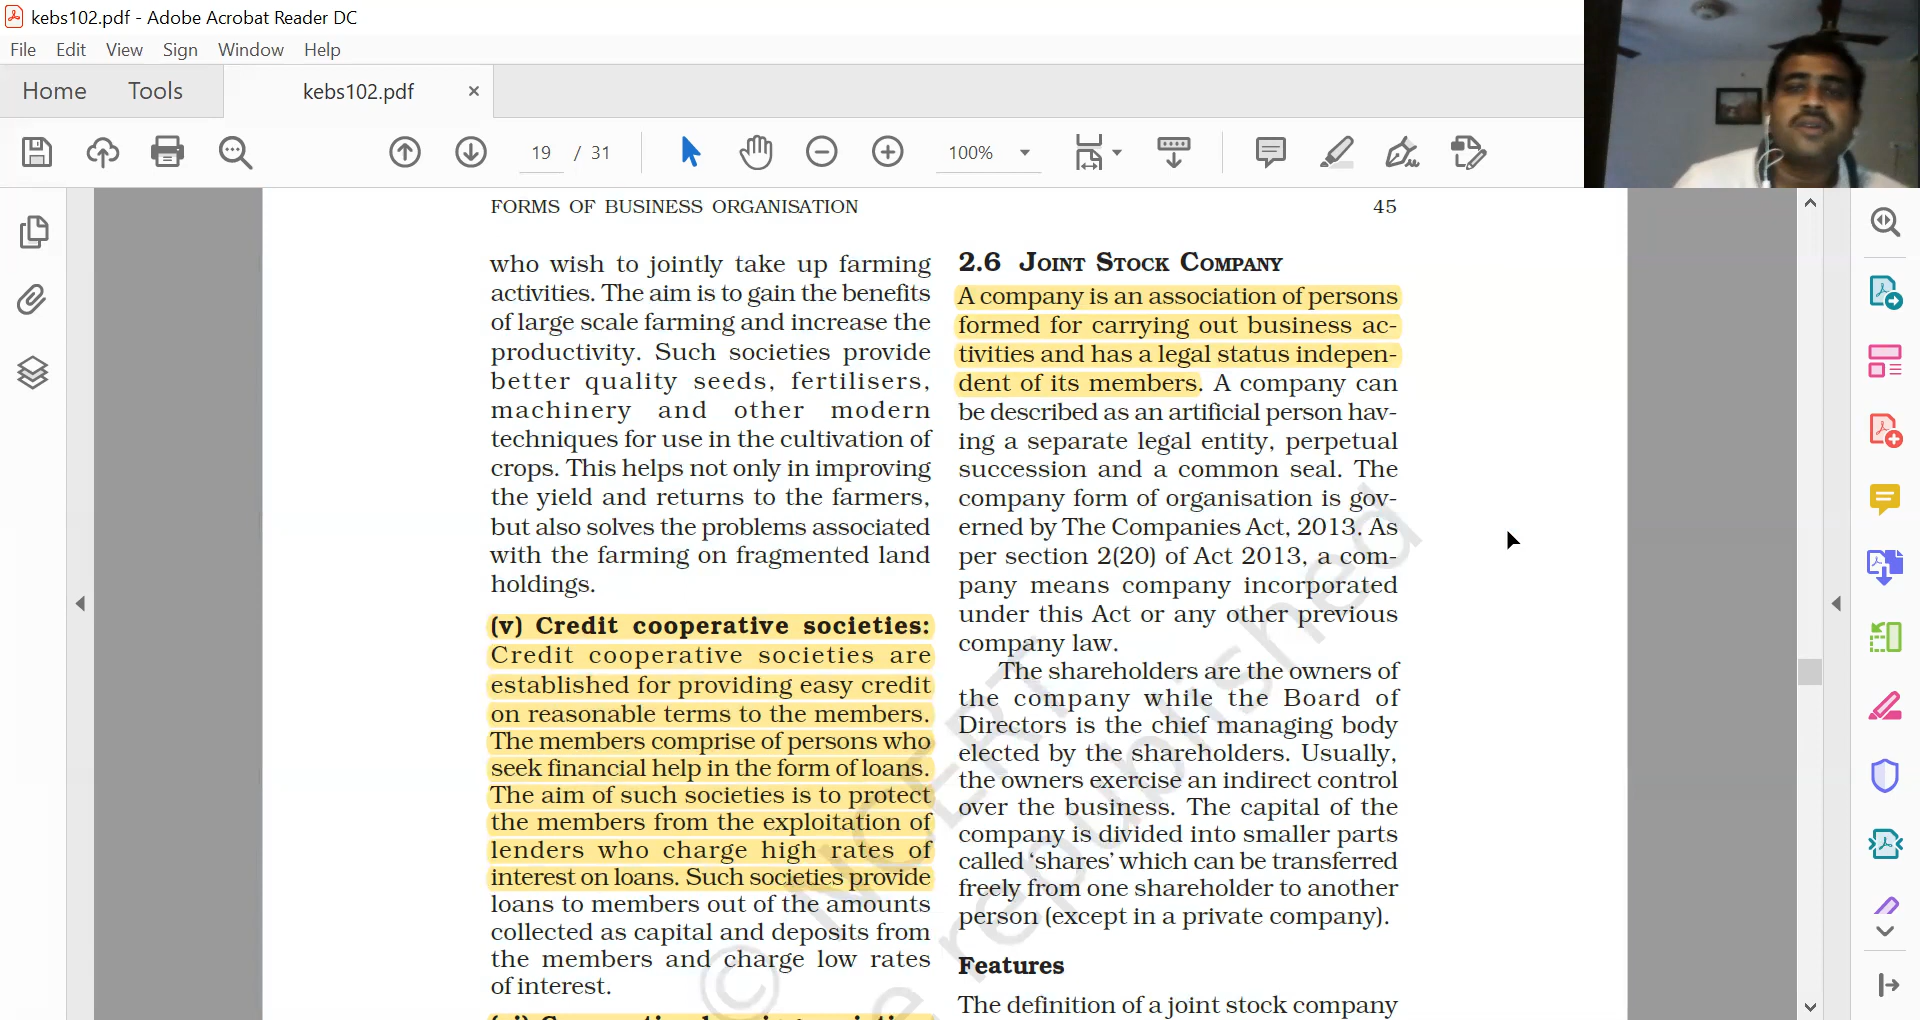 kebs102.pdf - Adobe Acrobat Reader DC
File Edit View Sign Window Help
Home Tools kebs102.pdf ×
19 / 31 100%
FORMS OF BUSINESS ORGANISATION 45
who wish to jointly take up farming
activities. The aim is to gain the benefits
of large scale farming and increase the
productivity. Such societies provide
better quality seeds, fertilisers,
machinery and other modern
techniques for use in the cultivation of
crops. This helps not only in improving
the yield and returns to the farmers,
but also solves the problems associated
with the farming on fragmented land
holdings.
(v) Credit cooperative societies:
Credit cooperative societies are
established for providing easy credit
on reasonable terms to the members.
The members comprise of persons who
seek financial help in the form of loans.
The aim of such societies is to protect
the members from the exploitation of
lenders who charge high rates of
interest on loans. Such societies provide
loans to members out of the amounts
collected as capital and deposits from
the members and charge low rates
of interest.
2.6 JOINT STOCK COMPANY
A company is an association of persons
formed for carrying out business ac-
tivities and has a legal status indepen-
dent of its members. A company can
be described as an artificial person hav-
ing a separate legal entity, perpetual
succession and a common seal. The
company form of organisation is gov-
erned by The Companies Act, 2013. As
per section 2(20) of Act 2013, a com-
pany means company incorporated
under this Act or any other previous
company law.
The shareholders are the owners of
the company while the Board of
Directors is the chief managing body
elected by the shareholders. Usually,
the owners exercise an indirect control
over the business. The capital of the
company is divided into smaller parts
called ‘shares’ which can be transferred
freely from one shareholder to another
person (except in a private company).
Features
The definition of a joint stock company
© NCERT
republished